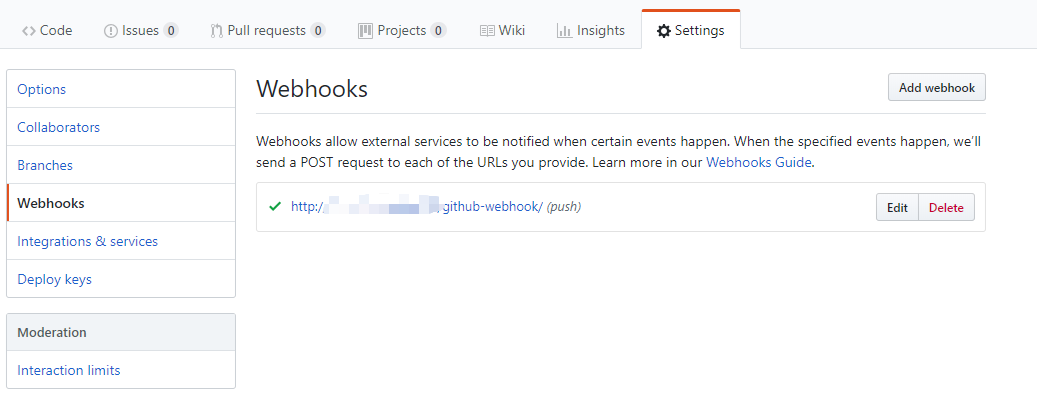 Code Issues 0 Pull requests 0 Projects 0 Wiki Insights Settings
Options
Collaborators
Branches
Webhooks
Integrations & services
Deploy keys
Moderation
Interaction limits
Webhooks Add webhook
Webhooks allow external services to be notified when certain events happen. When the specified events happen, we’ll
send a POST request to each of the URLs you provide. Learn more in our Webhooks Guide.
http:/ github-webhook/ (push) Edit Delete